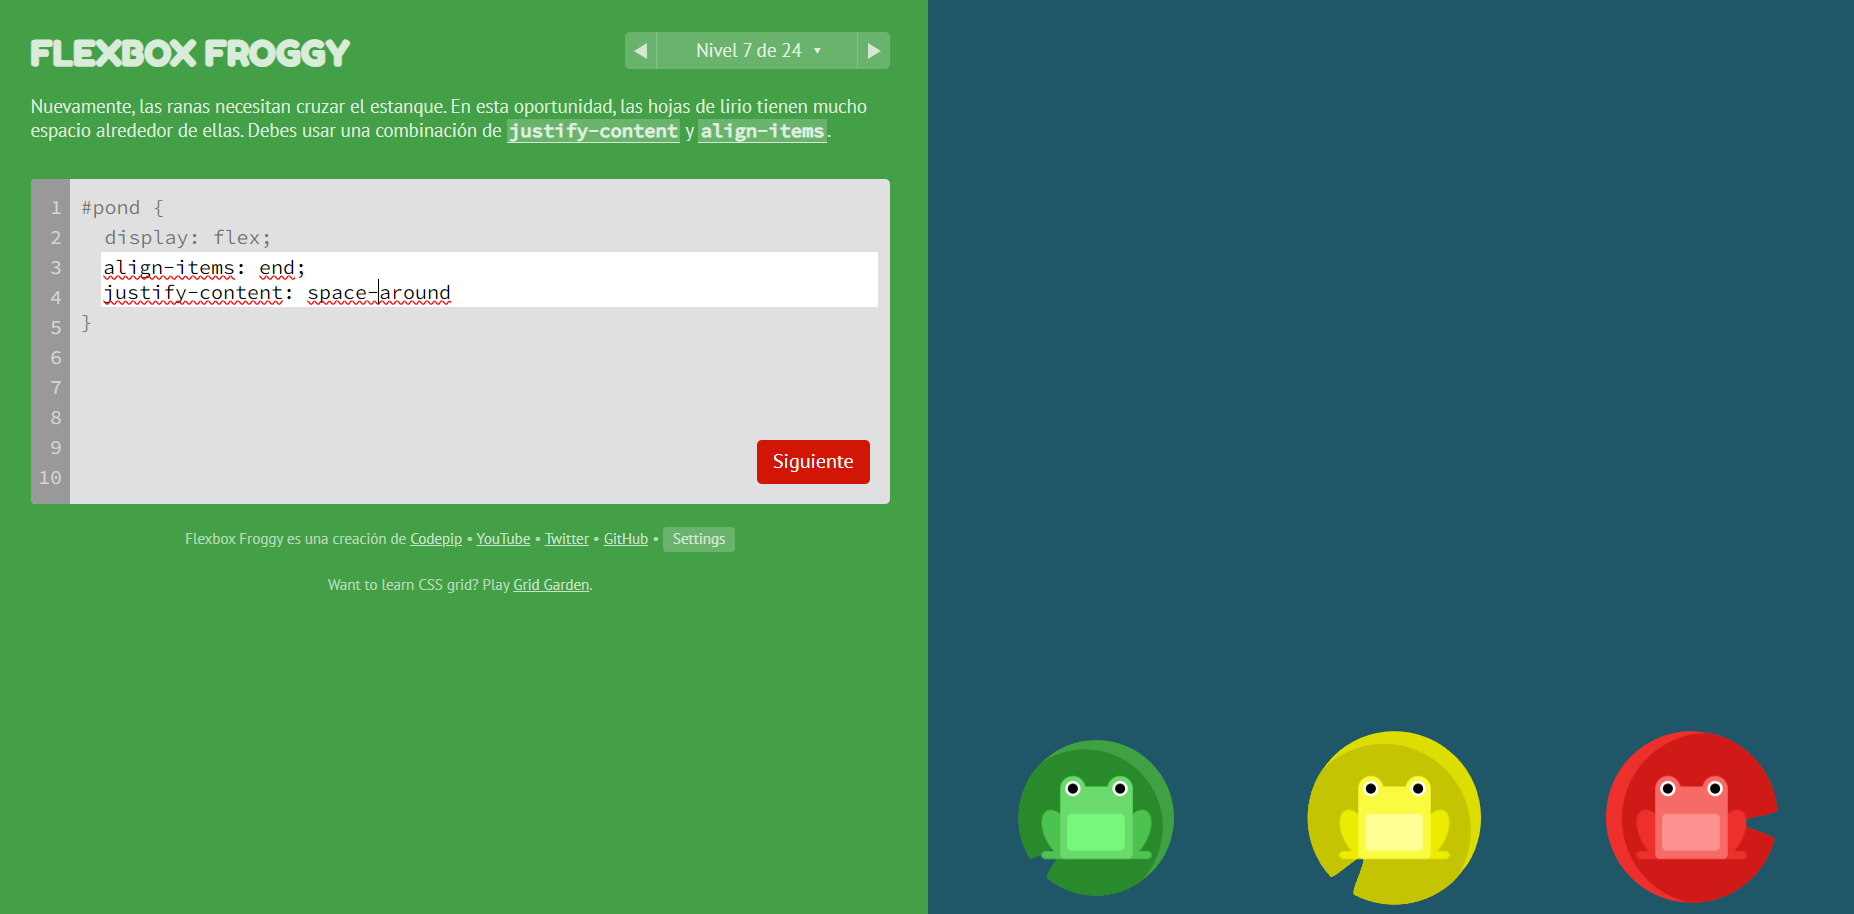 FLEXBOX FROGGY
◀ Nivel 7 de 24 ▾ ▶
Nuevamente, las ranas necesitan cruzar el estanque. En esta oportunidad, las hojas de lirio tienen mucho
espacio alrededor de ellas. Debes usar una combinación de justify-content y align-items.
1 #pond {
2 display: flex;
3 align-items: end;
4 justify-content: space-around
5 }
6
7
8
9
10
Siguiente
Flexbox Froggy es una creación de Codepip • YouTube • Twitter • GitHub • Settings
Want to learn CSS grid? Play Grid Garden.